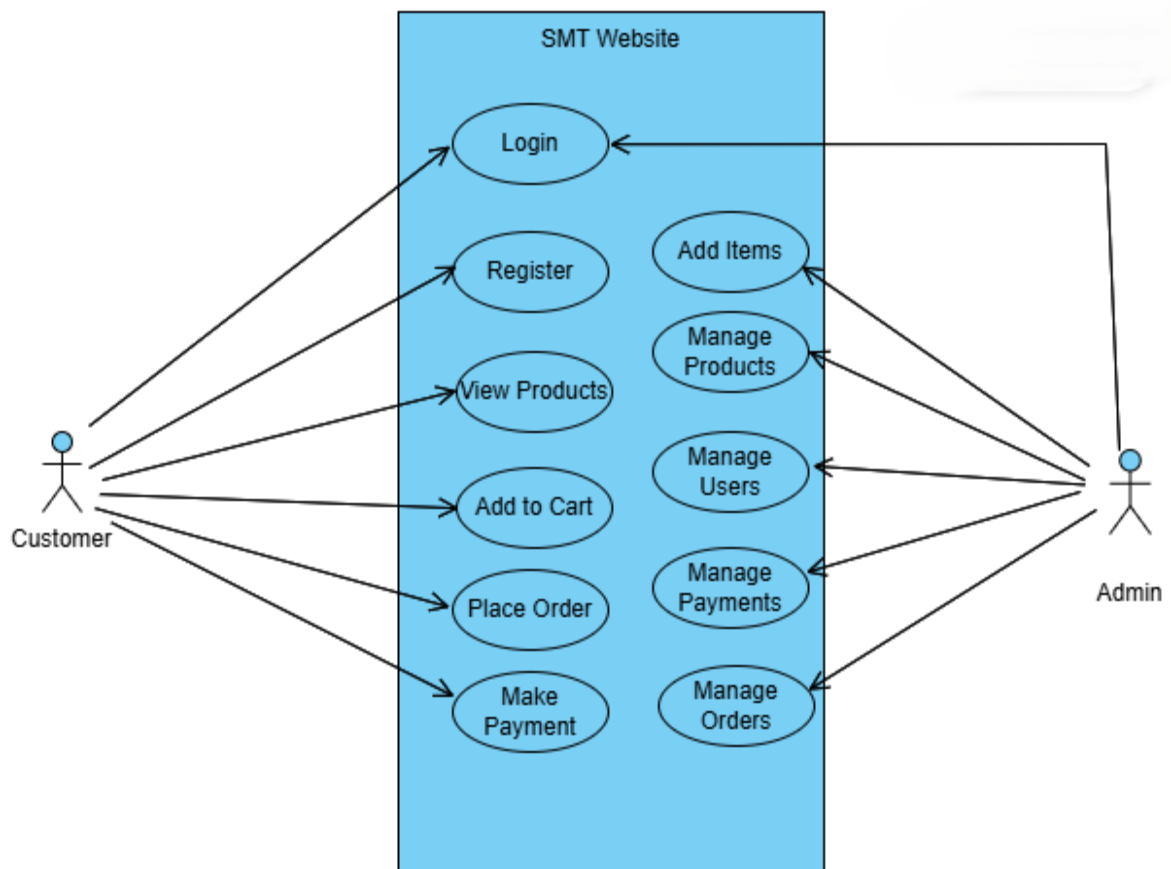 SMT Website
Login
Register
View Products
Add to Cart
Place Order
Make
Payment
Add Items
Manage
Products
Manage
Users
Manage
Payments
Manage
Orders
Customer
Admin